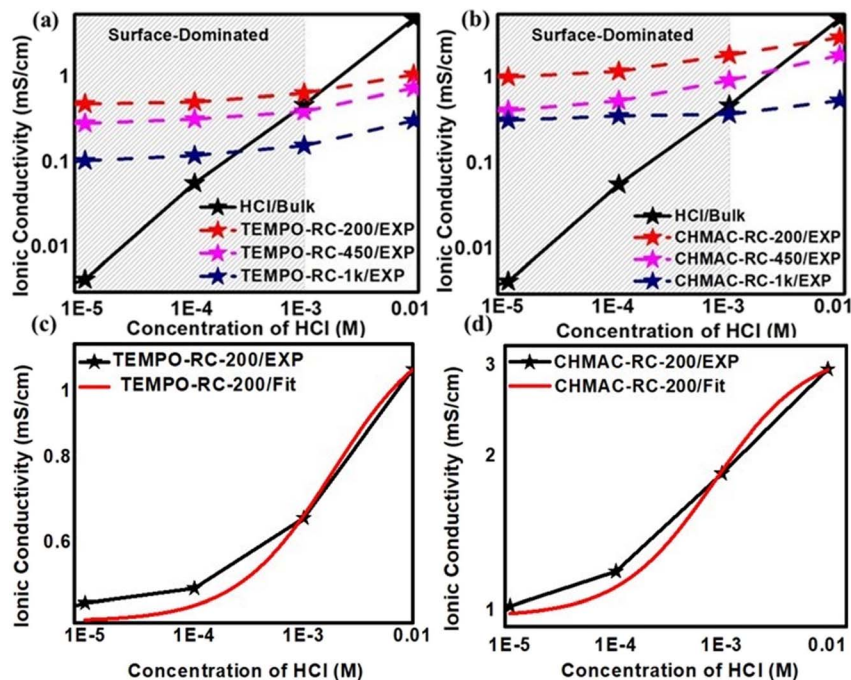 (a)
Surface-Dominated
Ionic Conductivity (mS/cm)
1
0.1
0.01
HCl/Bulk
TEMPO-RC-200/EXP
TEMPO-RC-450/EXP
TEMPO-RC-1k/EXP
1E-5 1E-4 1E-3 0.01
Concentration of HCl (M)
(b)
Surface-Dominated
Ionic Conductivity (mS/cm)
1
0.1
0.01
HCl/Bulk
CHMAC-RC-200/EXP
CHMAC-RC-450/EXP
CHMAC-RC-1k/EXP
1E-5 1E-4 1E-3 0.01
Concentration of HCl (M)
(c)
TEMPO-RC-200/EXP
TEMPO-RC-200/Fit
Ionic Conductivity (mS/cm)
1
0.8
0.6
1E-5 1E-4 1E-3 0.01
Concentration of HCl (M)
(d)
CHMAC-RC-200/EXP
CHMAC-RC-200/Fit
Ionic Conductivity (mS/cm)
3
2
1
1E-5 1E-4 1E-3 0.01
Concentration of HCl (M)